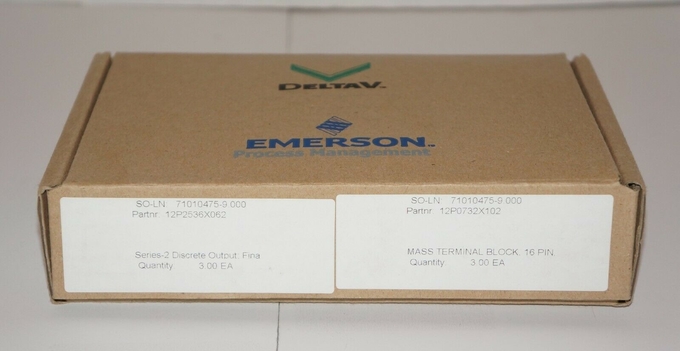 DELTAV
EMERSON
Process Management
SO-LN: 71010475-9.000
Partnr: 12P2536X062
Series-2 Discrete Output: Fina
Quantity 3.00 EA
SO-LN: 71010475-9.000
Partnr: 12P0732X102
MASS TERMINAL BLOCK, 16 PIN
Quantity 3.00 EA